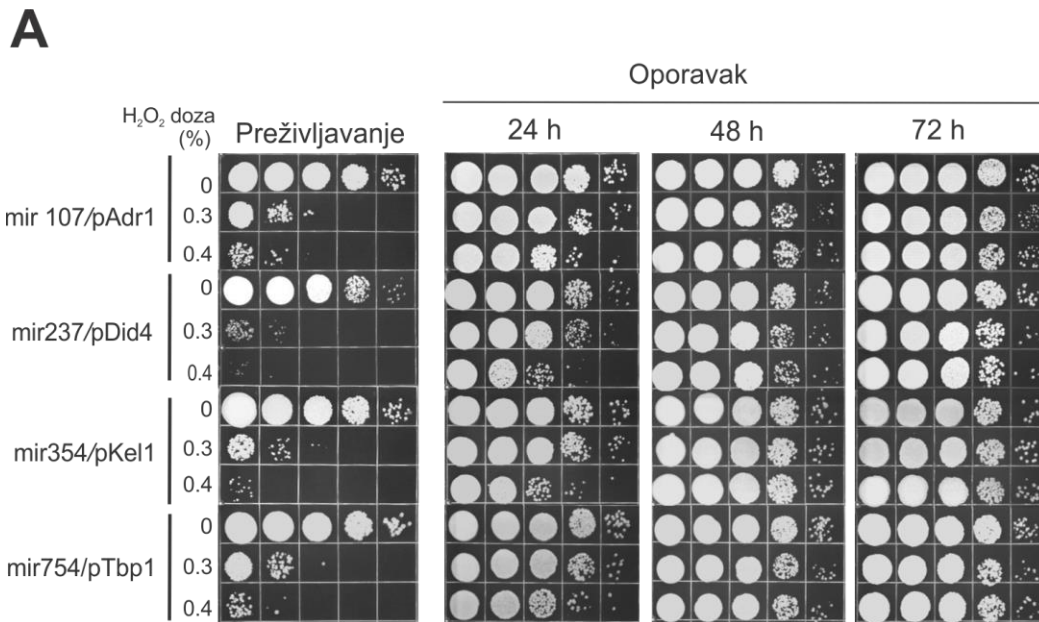 A
Oporavak
H₂O₂ doza
(%)
Preživljavanje
24 h
48 h
72 h
mir 107/pAdr1
0
0.3
0.4
mir237/pDid4
0
0.3
0.4
mir354/pKel1
0
0.3
0.4
mir754/pTbp1
0
0.3
0.4